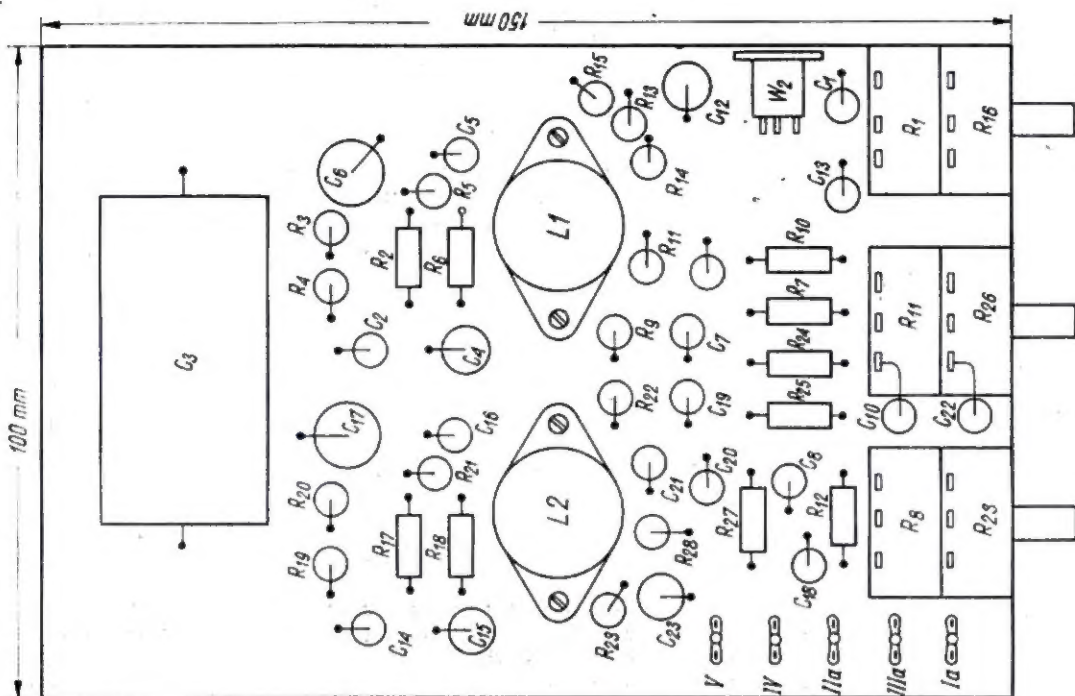 150 mm
100 mm
C3
C6
C5
R5
R3
R4
R2
R6
C2
C4
C17
C16
R21
R20
R19
R17
R18
C14
C15
L1
L2
R15
R13
C12
R14
R11
R9
C7
R22
C19
C21
C20
R28
R23
C23
W2
C1
C13
R10
R7
R24
R25
R27
C8
R12
C18
R1
R16
R11
R26
C10
C22
R8
R23
V
IV
IIa
IIIa
Ia